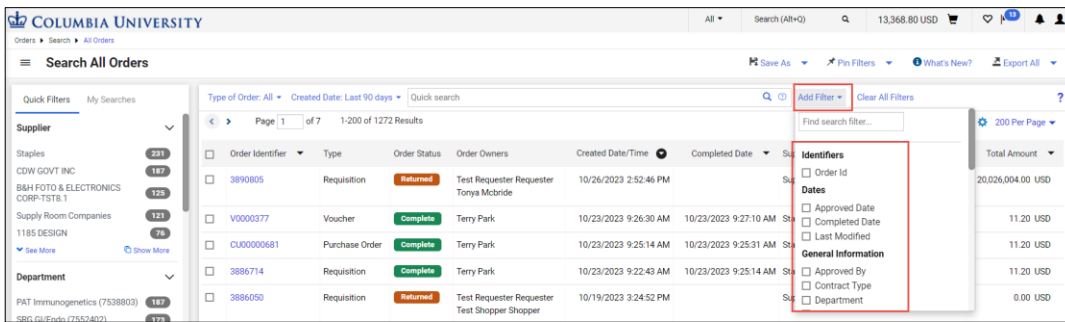 COLUMBIA UNIVERSITY
All Search (Alt+Q) 13,368.80 USD 13
Orders Search All Orders
Search All Orders
Save As Pin Filters What's New? Export All
Quick Filters My Searches
Type of Order: All Created Date: Last 90 days Quick search Add Filter Clear All Filters ?
Page 1 of 7 1-200 of 1272 Results 200 Per Page
Find search filter...
Identifiers
Order Id
Dates
Approved Date
Completed Date
Last Modified
General Information
Approved By
Contract Type
Department
Supplier
Staples 231
CDW GOVT INC 187
B&H FOTO & ELECTRONICS
CORP-TST8.1 125
Supply Room Companies 121
1185 DESIGN 76
See More Show More
Department
PAT Immunogenetics (7538803) 187
SRG GI/Endo (7552402) 173
Order Identifier Type Order Status Order Owners Created Date/Time Completed Date Total Amount
3890805 Requisition Returned Test Requester Requester
Tonya Mcbride 10/26/2023 2:52:46 PM 20,026,004.00 USD
V0000377 Voucher Complete Terry Park 10/23/2023 9:26:30 AM 10/23/2023 9:27:10 AM 11.20 USD
CU00000681 Purchase Order Complete Terry Park 10/23/2023 9:25:14 AM 10/23/2023 9:25:31 AM 11.20 USD
3886714 Requisition Complete Terry Park 10/23/2023 9:22:43 AM 10/23/2023 9:25:14 AM 11.20 USD
3886050 Requisition Returned Test Requester Requester
Test Shopper Shopper 10/19/2023 3:24:52 PM 0.00 USD